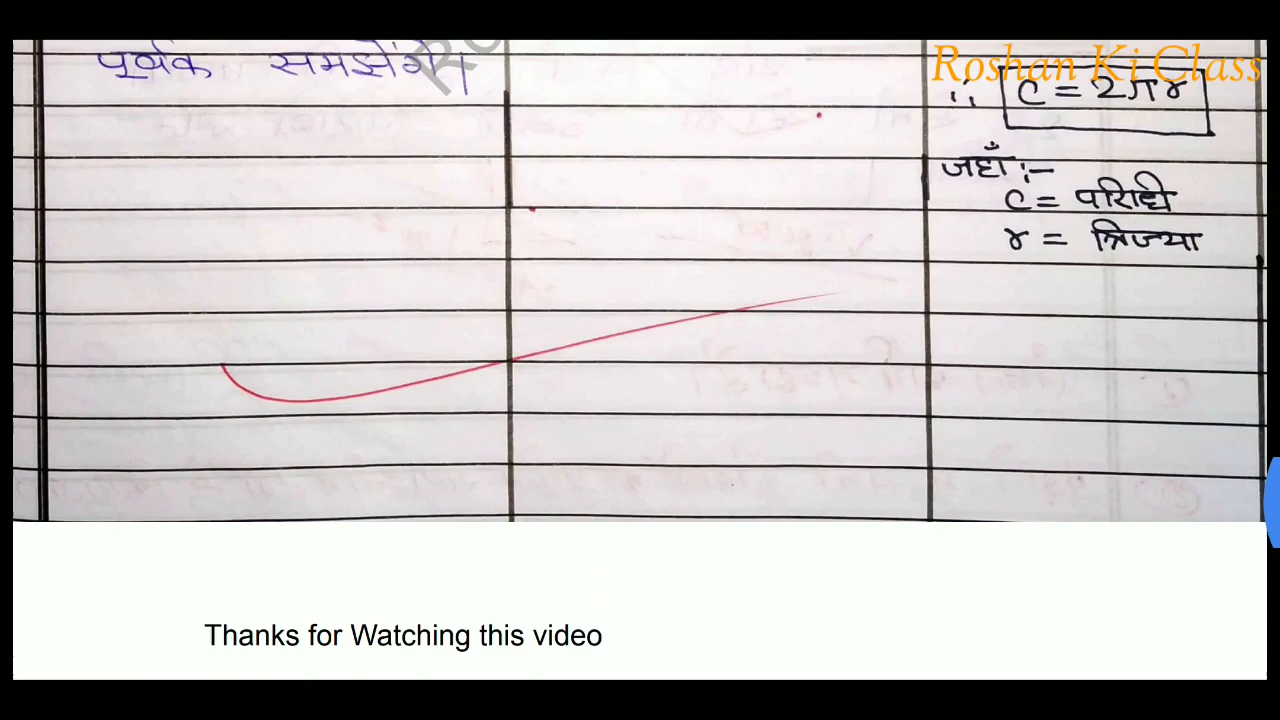 पूर्वक समझेंगे।
Roshan Ki Class
∴ C = 2πr
जहाँ :-
C = परिधि
r = त्रिज्या
Thanks for Watching this video